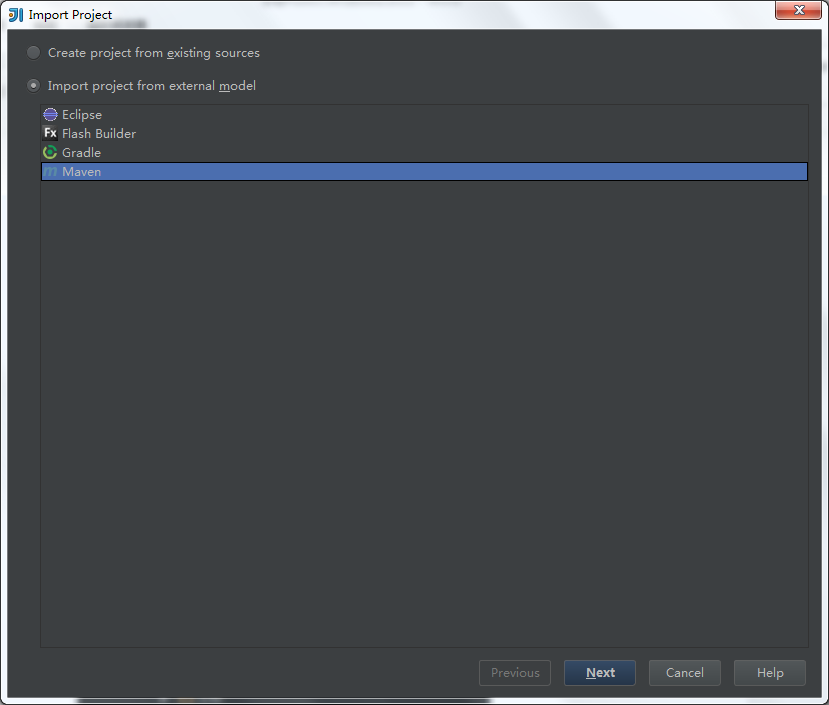 Import Project
Create project from existing sources
Import project from external model
Eclipse
Fx Flash Builder
Gradle
m Maven
Previous Next Cancel Help